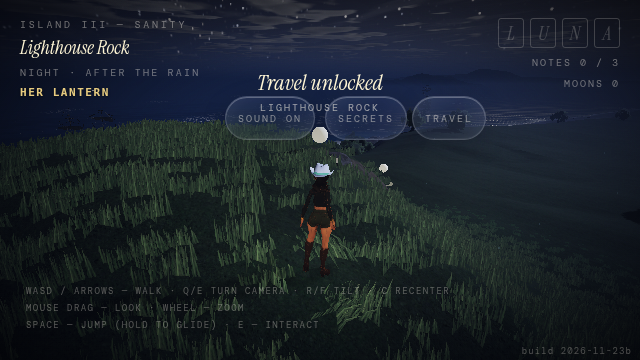 ISLAND III — SANITY
Lighthouse Rock
NIGHT · AFTER THE RAIN
HER LANTERN
L U N A
NOTES 0 / 3
MOONS 0
Travel unlocked
LIGHTHOUSE ROCK
SOUND ON
SECRETS
TRAVEL
WASD / ARROWS — WALK · Q/E TURN CAMERA · R/F TILT / C RECENTER
MOUSE DRAG — LOOK · WHEEL — ZOOM
SPACE — JUMP (HOLD TO GLIDE) · E — INTERACT
build 2026-11-23b